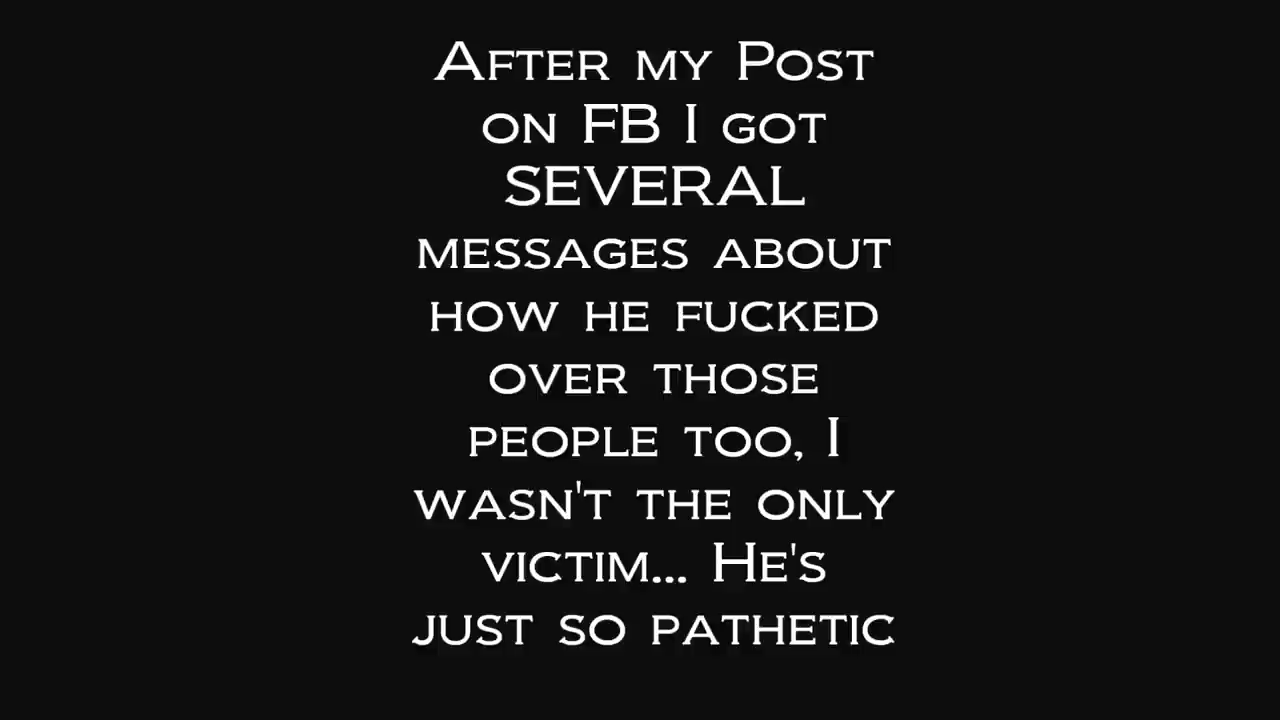 After my Post
on FB I got
SEVERAL
messages about
how he fucked
over those
people too, I
wasn't the only
victim... He's
just so pathetic